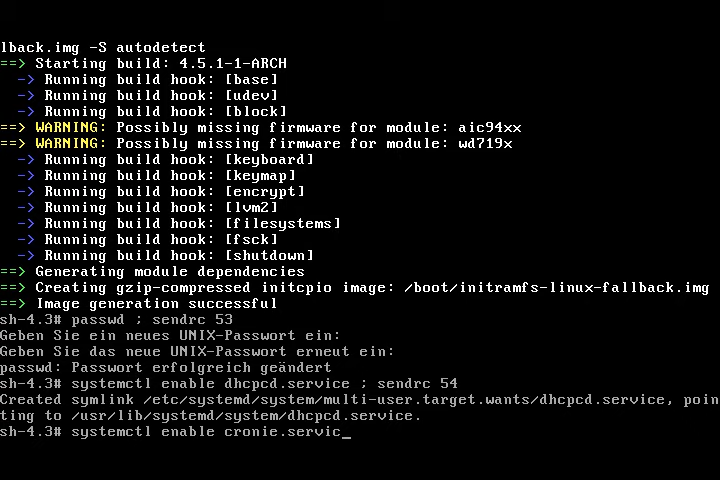 lback.img -S autodetect
==> Starting build: 4.5.1-1-ARCH
-> Running build hook: [base]
-> Running build hook: [udev]
-> Running build hook: [block]
==> WARNING: Possibly missing firmware for module: aic94xx
==> WARNING: Possibly missing firmware for module: wd719x
-> Running build hook: [keyboard]
-> Running build hook: [keymap]
-> Running build hook: [encrypt]
-> Running build hook: [lvm2]
-> Running build hook: [filesystems]
-> Running build hook: [fsck]
-> Running build hook: [shutdown]
==> Generating module dependencies
==> Creating gzip-compressed initcpio image: /boot/initramfs-linux-fallback.img
==> Image generation successful
sh-4.3# passwd ; sendrc 53
Geben Sie ein neues UNIX-Passwort ein:
Geben Sie das neue UNIX-Passwort erneut ein:
passwd: Passwort erfolgreich geändert
sh-4.3# systemctl enable dhcpcd.service ; sendrc 54
Created symlink /etc/systemd/system/multi-user.target.wants/dhcpcd.service, poin
ting to /usr/lib/systemd/system/dhcpcd.service.
sh-4.3# systemctl enable cronie.servic_